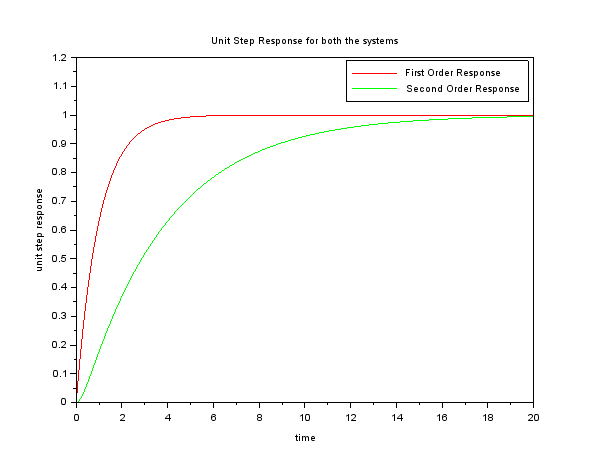 Unit Step Response for both the systems
First Order Response
Second Order Response
1.2
1.1
1
0.9
0.8
0.7
0.6
0.5
0.4
0.3
0.2
0.1
0
unit step response
0 2 4 6 8 10 12 14 16 18 20
time